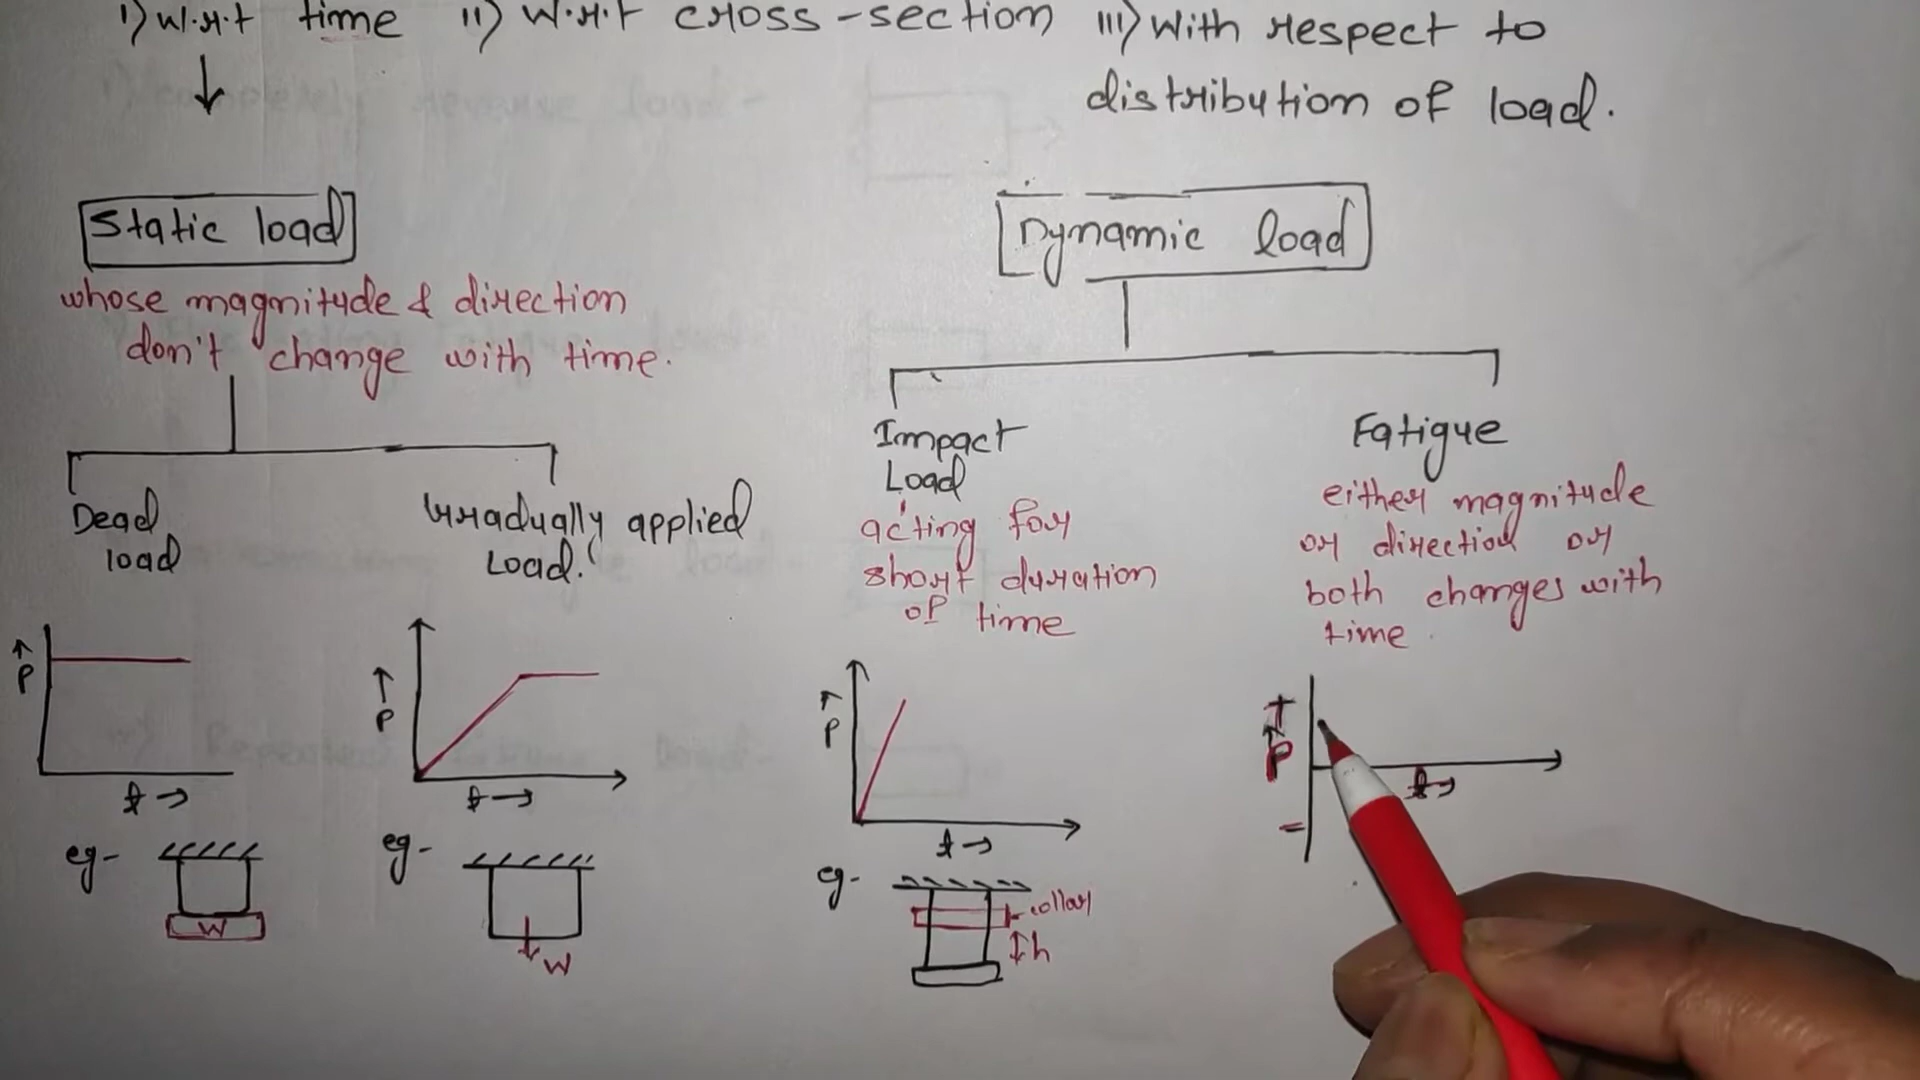 i) w.r.t time ii) w.r.t cross-section iii) With respect to
distribution of load.
Static load
whose magnitude & direction
don't change with time.
Dead
load
Gradually applied
Load.
Dynamic load
Impact
Load
acting for
short duration
of time
Fatigue
either magnitude
or direction or
both changes with
time
↑
P
t →
eg-
W
↑
P
t →
eg-
W
↑
P
t →
eg-
collar
h
+
↑
P
-
t →